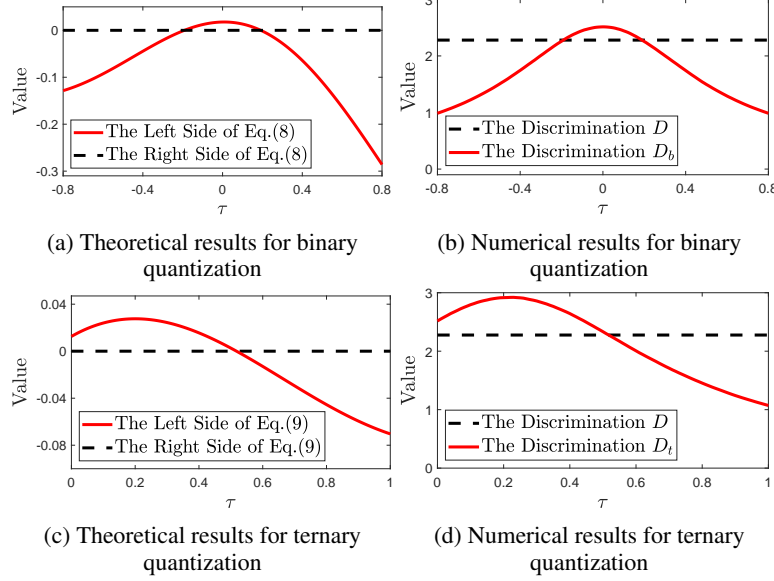 0
-0.1
-0.3
Value
The Left Side of Eq.(8)
The Right Side of Eq.(8)
-0.8 -0.4 0 0.4 0.8
τ
(a) Theoretical results for binary
quantization
3
2
1
0
Value
The Discrimination D
The Discrimination D_b
-0.8 -0.4 0 0.4 0.8
τ
(b) Numerical results for binary
quantization
0.04
0
-0.04
-0.08
Value
The Left Side of Eq.(9)
The Right Side of Eq.(9)
0 0.2 0.4 0.6 0.8 1
τ
(c) Theoretical results for ternary
quantization
3
2
1
0
Value
The Discrimination D
The Discrimination D_t
0 0.2 0.4 0.6 0.8 1
τ
(d) Numerical results for ternary
quantization